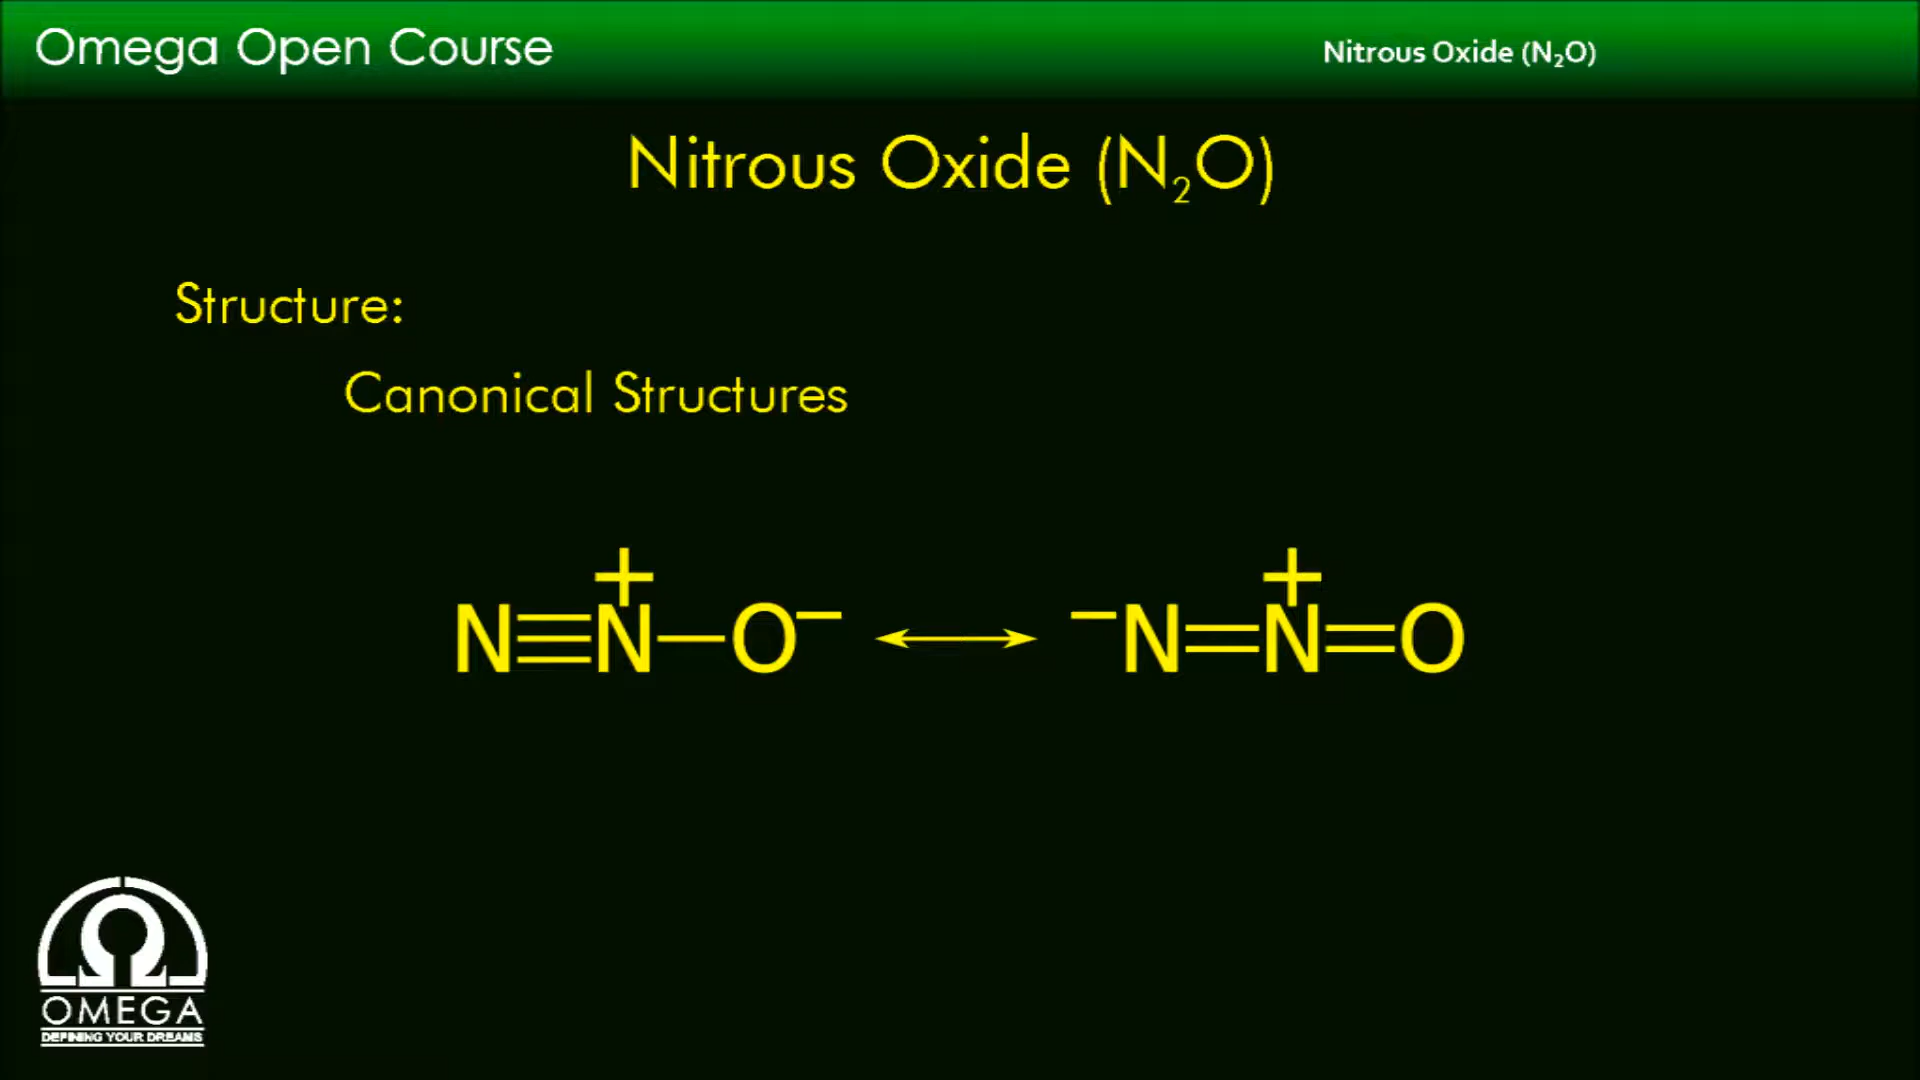 Omega Open Course
Nitrous Oxide (N₂O)
Nitrous Oxide (N₂O)
Structure:
Canonical Structures
N≡N⁺—O⁻ ↔ ⁻N=N⁺=O
OMEGA
DEFINING YOUR DREAMS